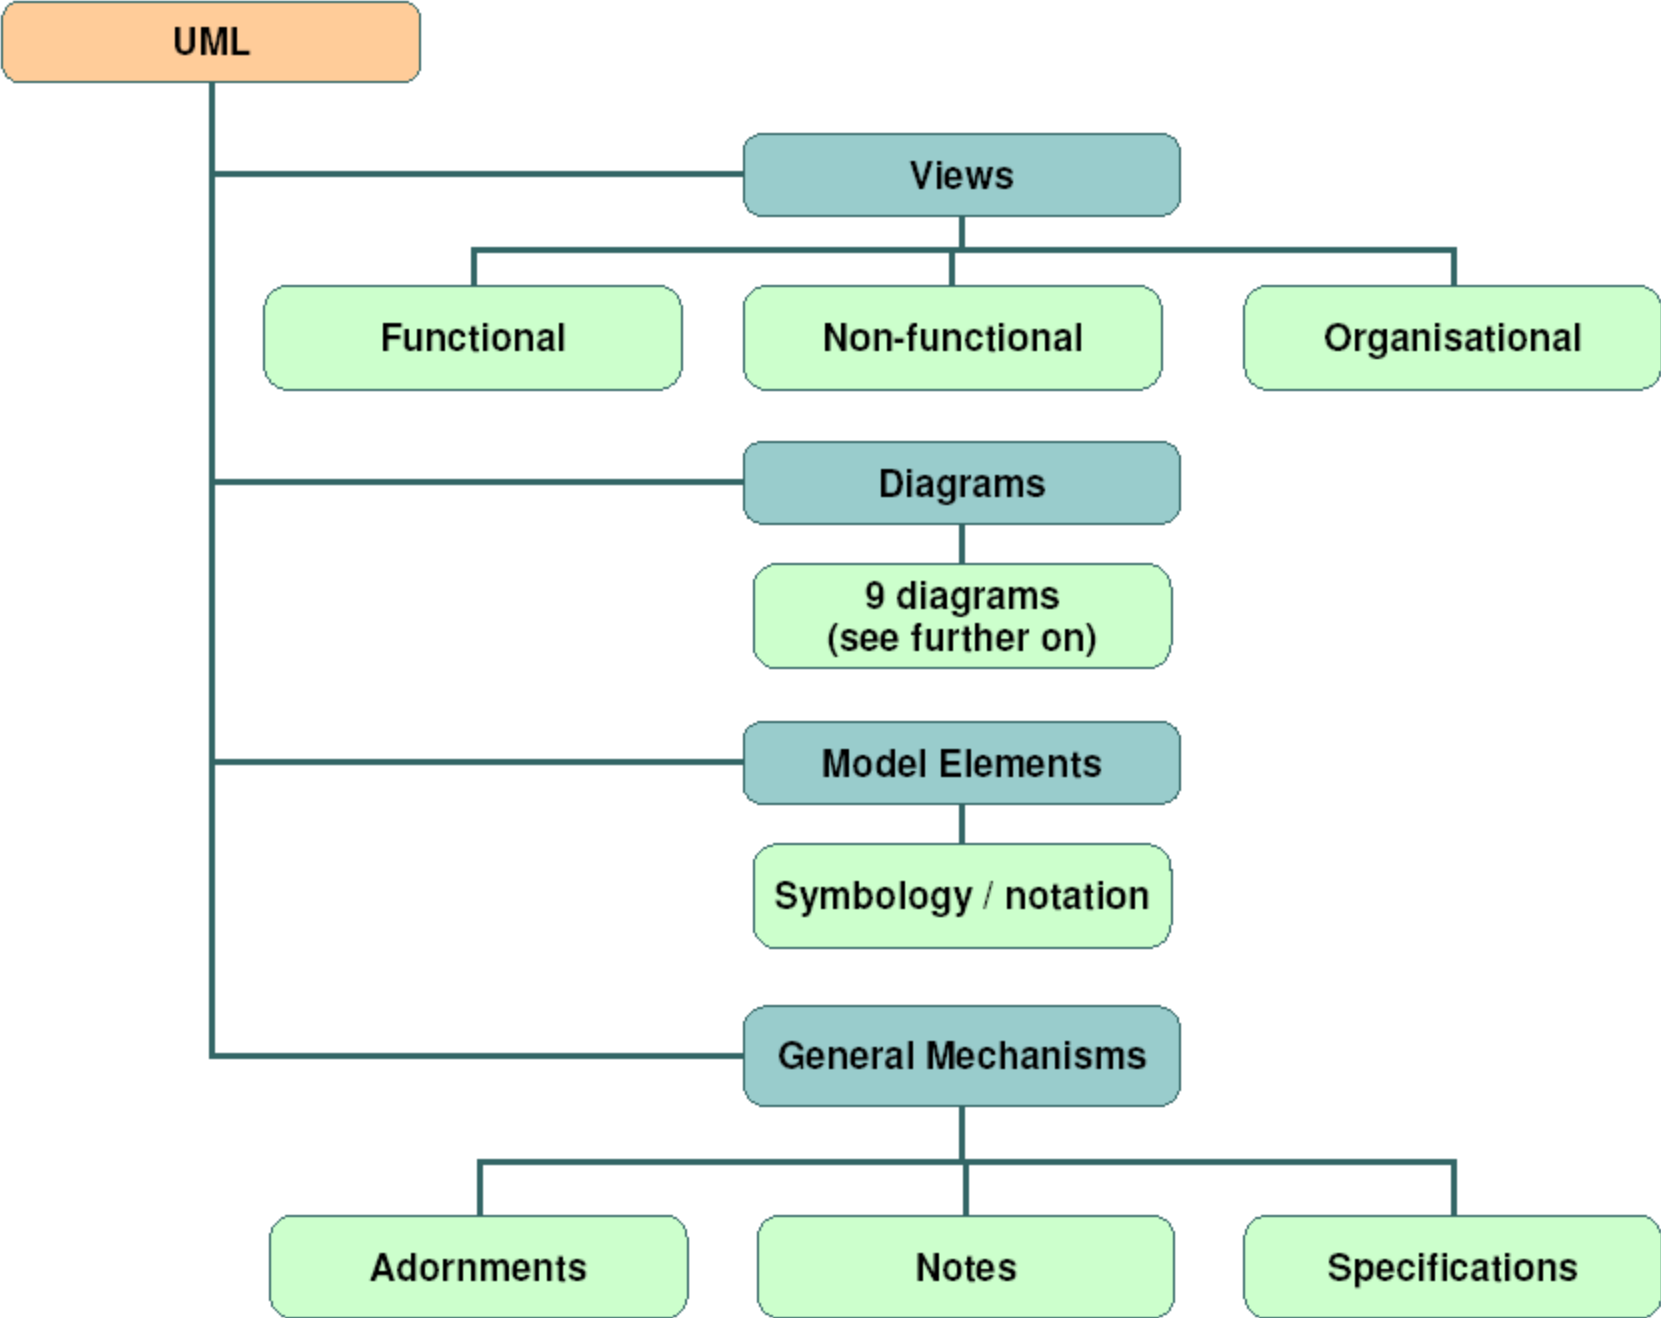 UML
Views
Functional
Non-functional
Organisational
Diagrams
9 diagrams
(see further on)
Model Elements
Symbology / notation
General Mechanisms
Adornments
Notes
Specifications